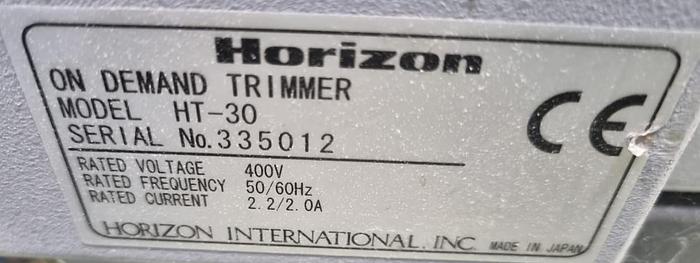 Horizon
ON DEMAND TRIMMER
MODEL HT-30
SERIAL No.335012
CE
RATED VOLTAGE 400V
RATED FREQUENCY 50/60Hz
RATED CURRENT 2.2/2.0A
HORIZON INTERNATIONAL, INC. MADE IN JAPAN